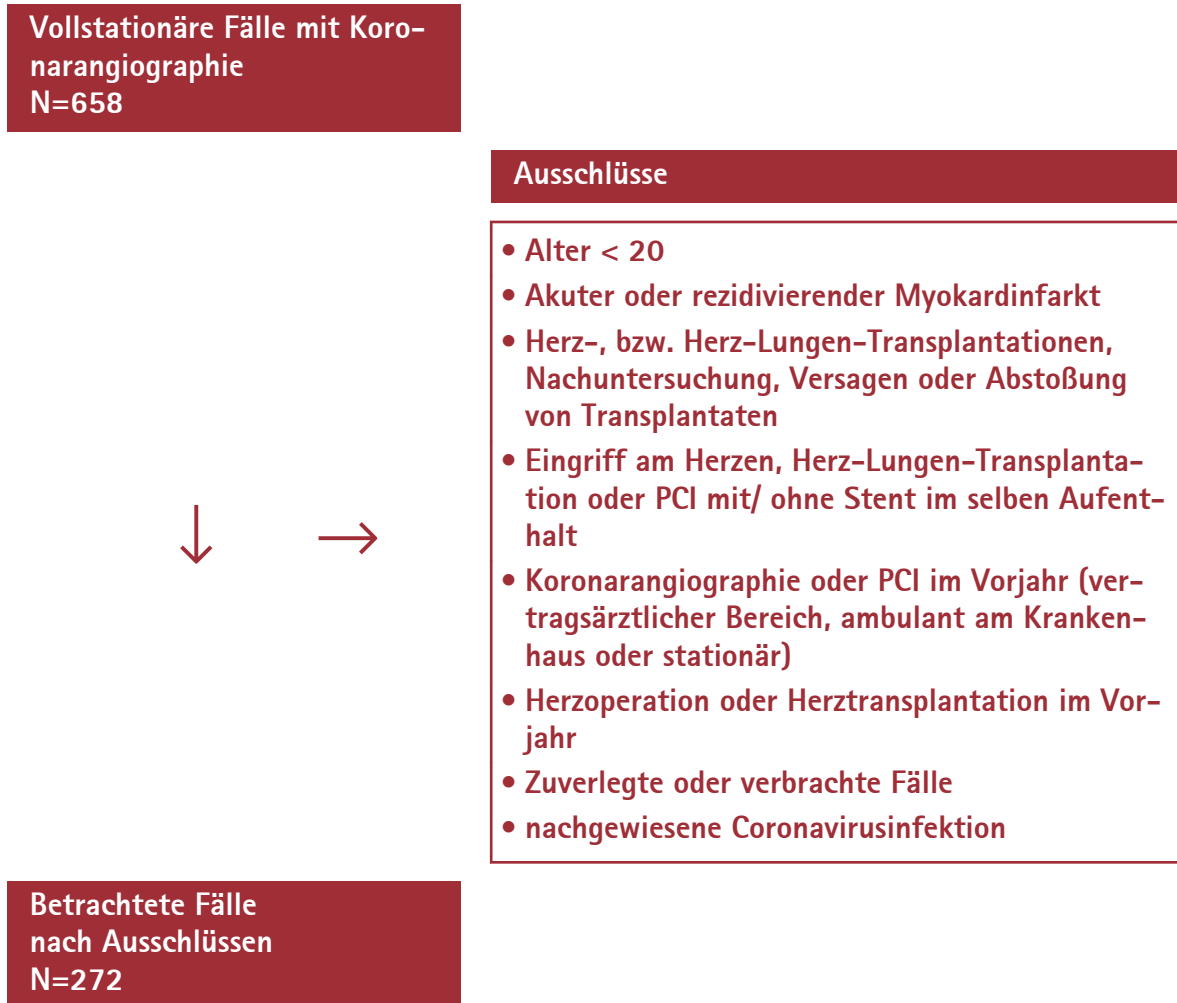 Vollstationäre Fälle mit Koro-
narangiographie
N=658
Ausschlüsse
• Alter < 20
• Akuter oder rezidivierender Myokardinfarkt
• Herz-, bzw. Herz-Lungen-Transplantationen,
Nachuntersuchung, Versagen oder Abstoßung
von Transplantaten
• Eingriff am Herzen, Herz-Lungen-Transplanta-
tion oder PCI mit/ ohne Stent im selben Aufent-
halt
• Koronarangiographie oder PCI im Vorjahr (ver-
tragsärztlicher Bereich, ambulant am Kranken-
haus oder stationär)
• Herzoperation oder Herztransplantation im Vor-
jahr
• Zuverlegte oder verbrachte Fälle
• nachgewiesene Coronavirusinfektion
Betrachtete Fälle
nach Ausschlüssen
N=272